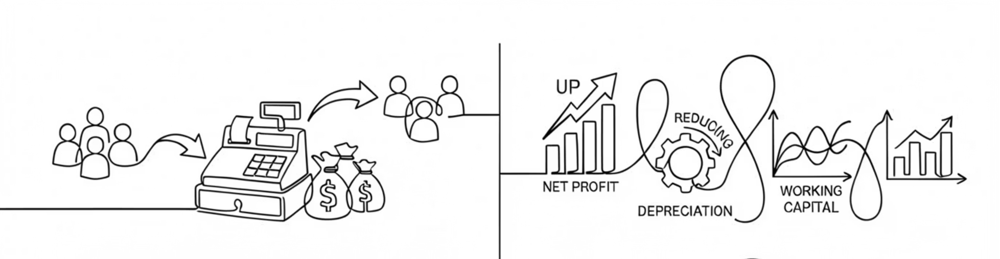 UP
NET PROFIT
REDUCING
DEPRECIATION
WORKING
CAPITAL
$
$